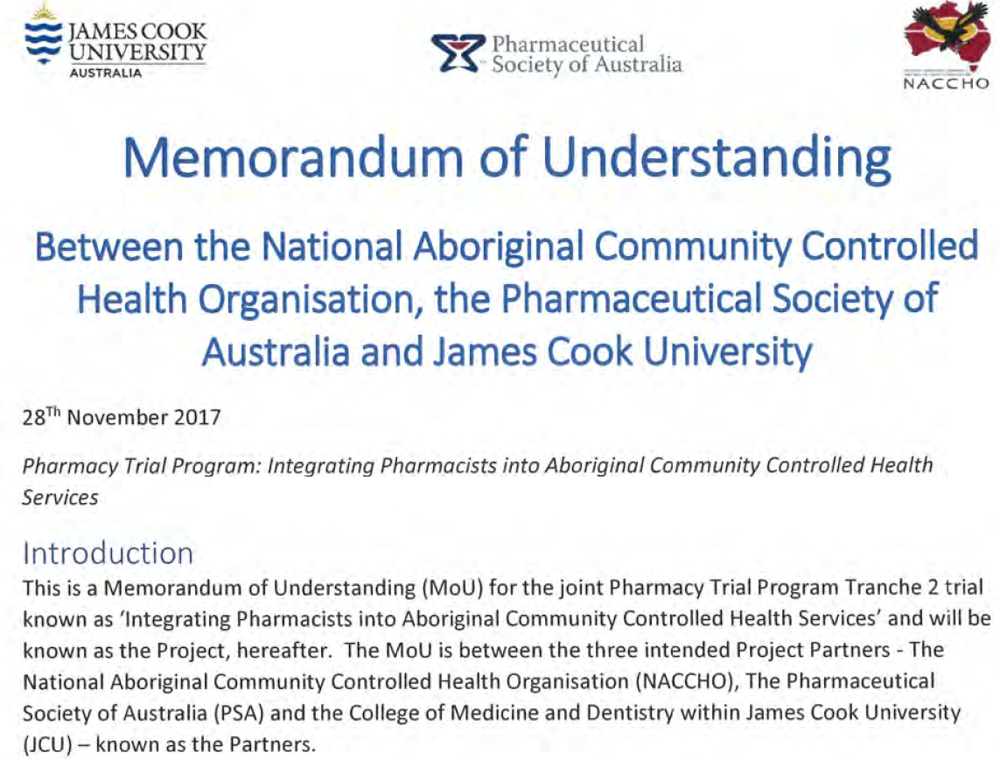 JAMES COOK
UNIVERSITY
AUSTRALIA
Pharmaceutical
Society of Australia
NACCHO
Memorandum of Understanding
Between the National Aboriginal Community Controlled
Health Organisation, the Pharmaceutical Society of
Australia and James Cook University
28Th November 2017
Pharmacy Trial Program: Integrating Pharmacists into Aboriginal Community Controlled Health
Services
Introduction
This is a Memorandum of Understanding (MoU) for the joint Pharmacy Trial Program Tranche 2 trial
known as ‘Integrating Pharmacists into Aboriginal Community Controlled Health Services’ and will be
known as the Project, hereafter.  The MoU is between the three intended Project Partners - The
National Aboriginal Community Controlled Health Organisation (NACCHO), The Pharmaceutical
Society of Australia (PSA) and the College of Medicine and Dentistry within James Cook University
(JCU) – known as the Partners.